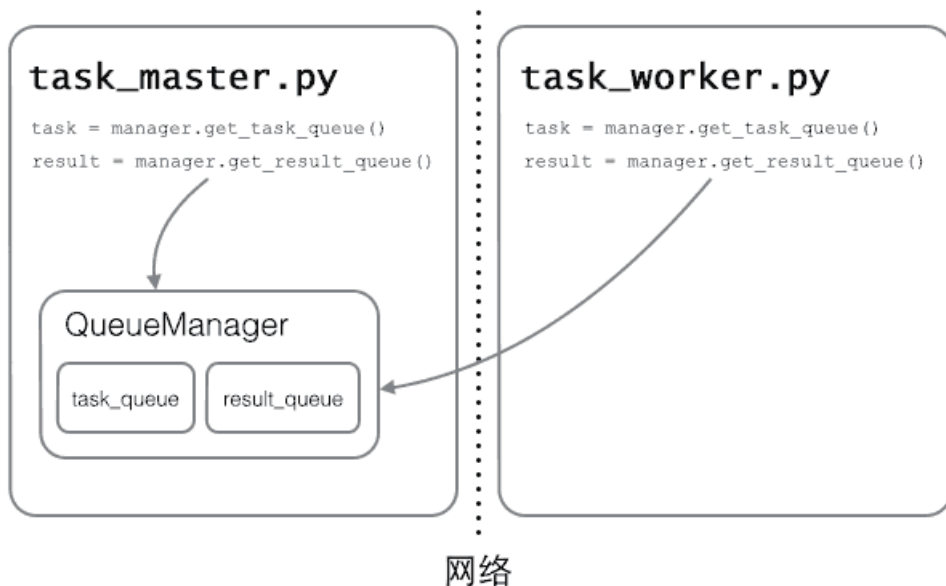 task_master.py
task = manager.get_task_queue()
result = manager.get_result_queue()
QueueManager
task_queue
result_queue
task_worker.py
task = manager.get_task_queue()
result = manager.get_result_queue()
网络